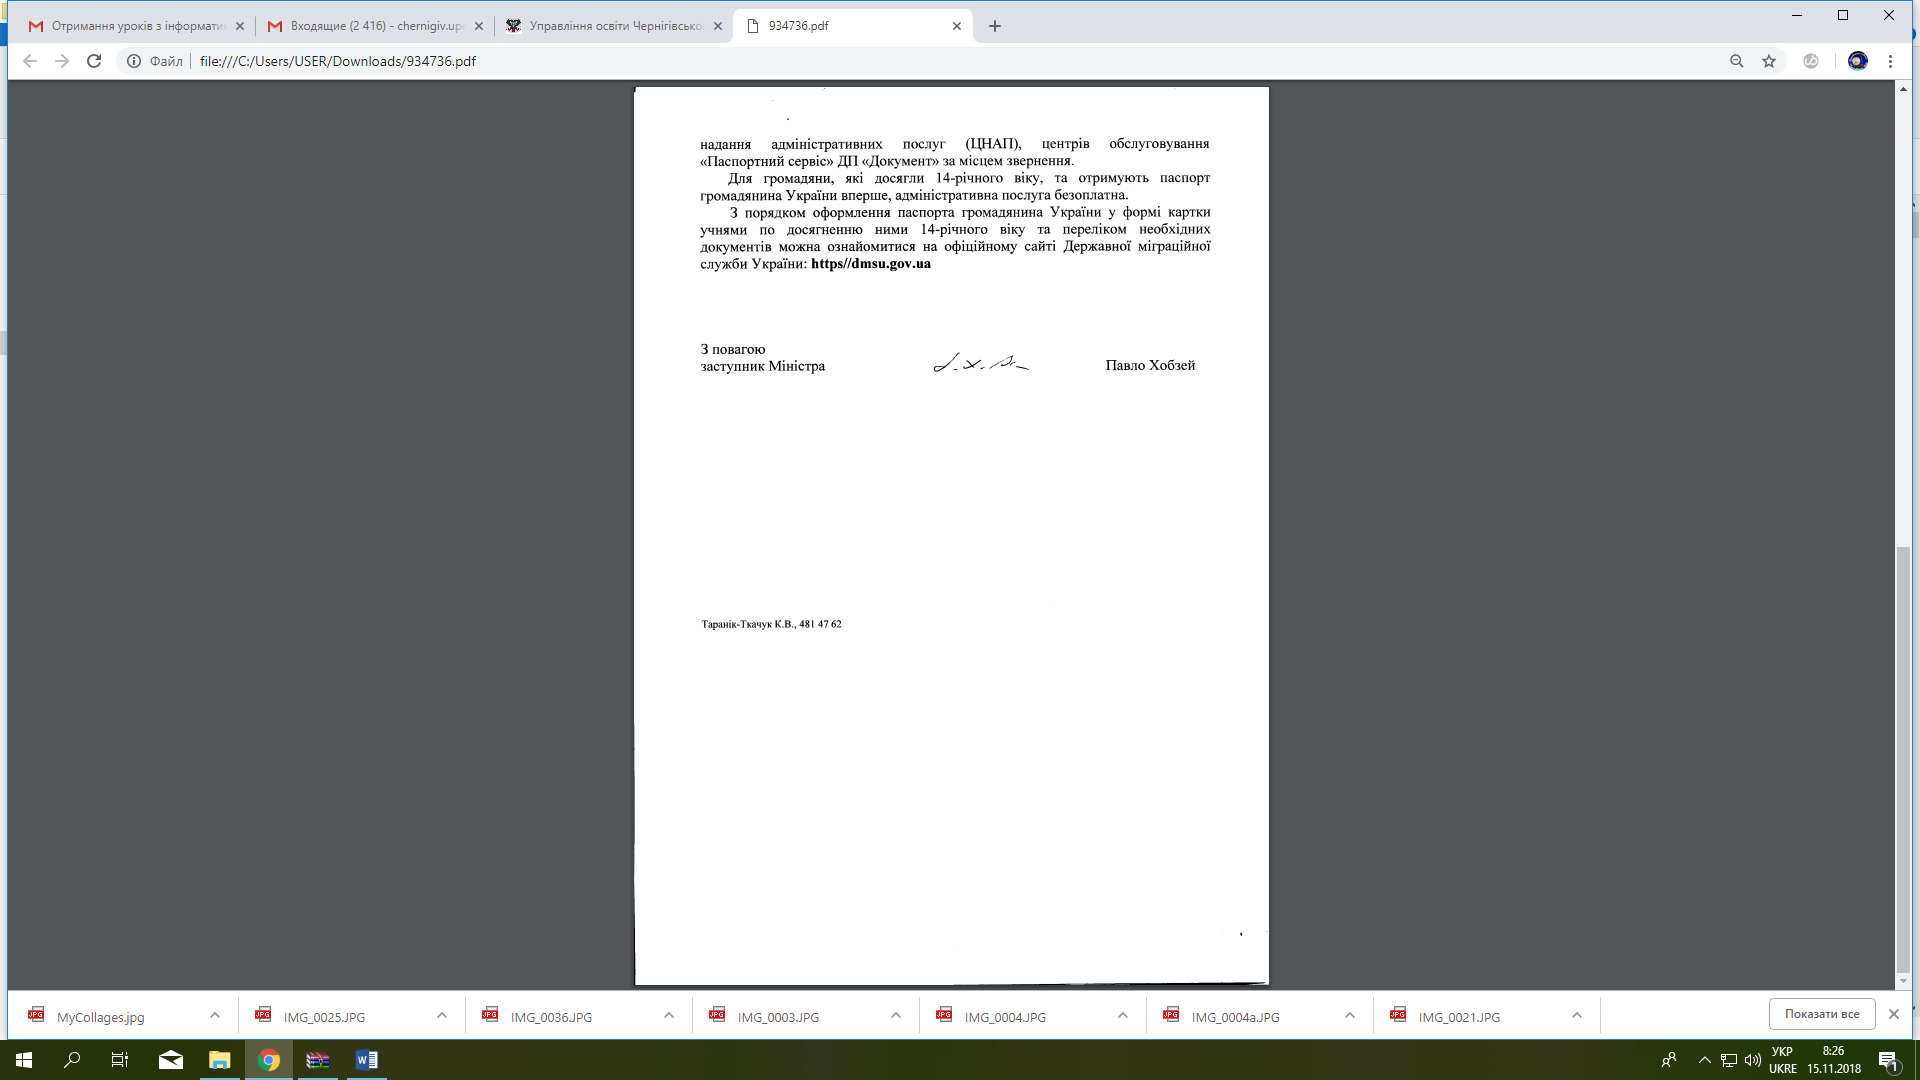 Отримання уроків з інформати
Входящие (2 416) - chernigiv.upr
Управління освіти Чернігівсько
934736.pdf
Файл
file:///C:/Users/USER/Downloads/934736.pdf
надання адміністративних послуг (ЦНАП), центрів обслуговування
«Паспортний сервіс» ДП «Документ» за місцем звернення.
Для громадяни, які досягли 14-річного віку, та отримують паспорт
громадянина України вперше, адміністративна послуга безоплатна.
З порядком оформлення паспорта громадянина України у формі картки
учнями по досягненню ними 14-річного віку та переліком необхідних
документів можна ознайомитися на офіційному сайті Державної міграційної
служби України: https//dmsu.gov.ua
З повагою
заступник Міністра
Павло Хобзей
Таранік-Ткачук К.В., 481 47 62
MyCollages.jpg
IMG_0025.JPG
IMG_0036.JPG
IMG_0003.JPG
IMG_0004.JPG
IMG_0004a.JPG
IMG_0021.JPG
Показати все
УКР
UKRE
8:26
15.11.2018
1